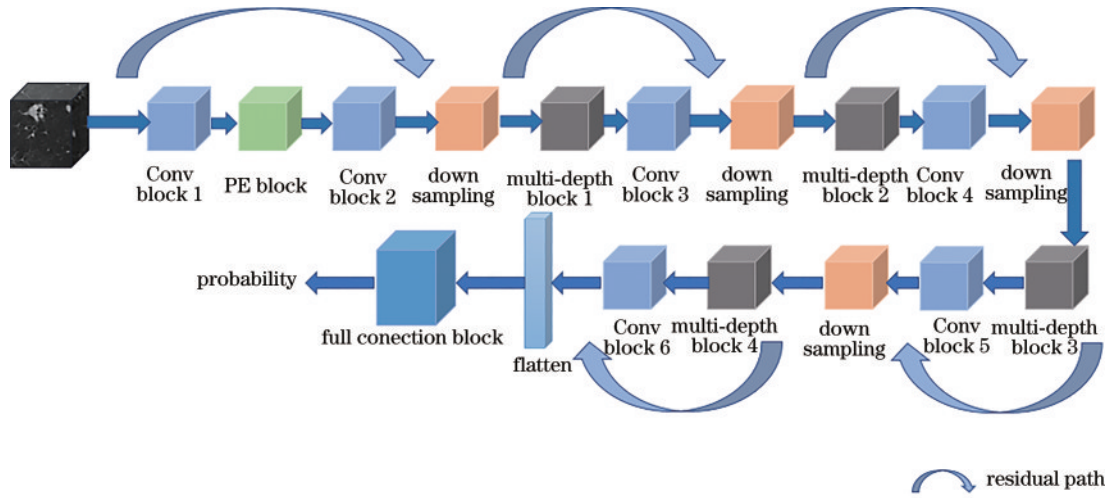 Conv
block 1
PE block
Conv
block 2
down
sampling
multi-depth
block 1
Conv
block 3
down
sampling
multi-depth
block 2
Conv
block 4
down
sampling
probability
full conection block
flatten
Conv
block 6
multi-depth
block 4
down
sampling
Conv
block 5
multi-depth
block 3
residual path